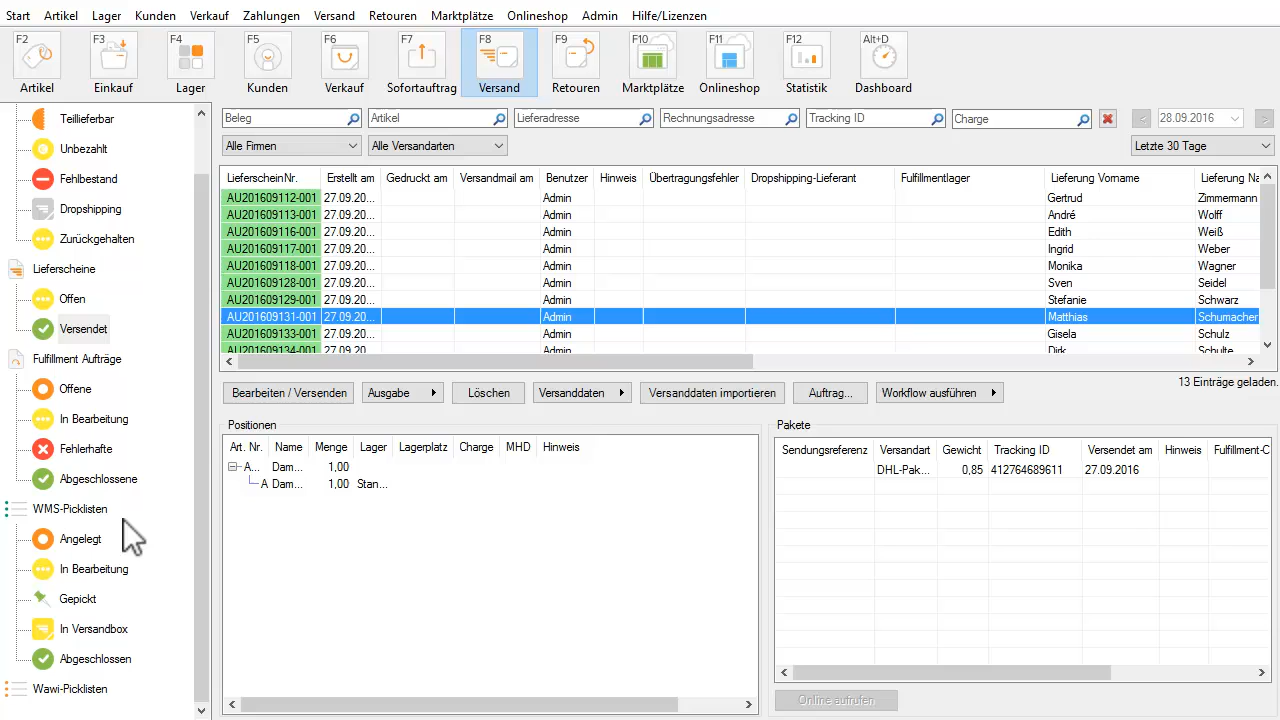 Start Artikel Lager Kunden Verkauf Zahlungen Versand Retouren Marktplätze Onlineshop Admin Hilfe/Lizenzen
F2 F3 F4 F5 F6 F7 F8 F9 F10 F11 F12 Alt+D
Artikel Einkauf Lager Kunden Verkauf Sofortauftrag Versand Retouren Marktplätze Onlineshop Statistik Dashboard
Teillieferbar
Unbezahlt
Fehlbestand
Dropshipping
Zurückgehalten
Lieferscheine
Offen
Versendet
Fulfillment Aufträge
Offene
In Bearbeitung
Fehlerhafte
Abgeschlossene
WMS-Picklisten
Angelegt
In Bearbeitung
Gepickt
In Versandbox
Abgeschlossen
Wawi-Picklisten
Beleg Artikel Lieferadresse Rechnungsadresse Tracking ID Charge < 28.09.2016 >
Alle Firmen Alle Versandarten Letzte 30 Tage
LieferscheinNr. Erstellt am Gedruckt am Versandmail am Benutzer Hinweis Übertragungsfehler Dropshipping-Lieferant Fulfillmentlager Lieferung Vorname Lieferung Na
AU201609112-001 27.09.20... Admin Gertrud Zimmermann
AU201609113-001 27.09.20... Admin André Wolff
AU201609116-001 27.09.20... Admin Edith Weiß
AU201609117-001 27.09.20... Admin Ingrid Weber
AU201609118-001 27.09.20... Admin Monika Wagner
AU201609128-001 27.09.20... Admin Sven Seidel
AU201609129-001 27.09.20... Admin Stefanie Schwarz
AU201609131-001 27.09.20... Admin Matthias Schumacher
AU201609133-001 27.09.20... Admin Gisela Schulz
AU201609134-001 27.09.20... Admin Dirk Schulte
13 Einträge geladen.
Bearbeiten / Versenden Ausgabe Löschen Versanddaten Versanddaten importieren Auftrag... Workflow ausführen
Positionen
Art. Nr. Name Menge Lager Lagerplatz Charge MHD Hinweis
A... Dam... 1,00
A Dam... 1,00 Stan...
Pakete
Sendungsreferenz Versandart Gewicht Tracking ID Versendet am Hinweis Fulfillment-C
DHL-Pak... 0,85 412764689611 27.09.2016
Online aufrufen